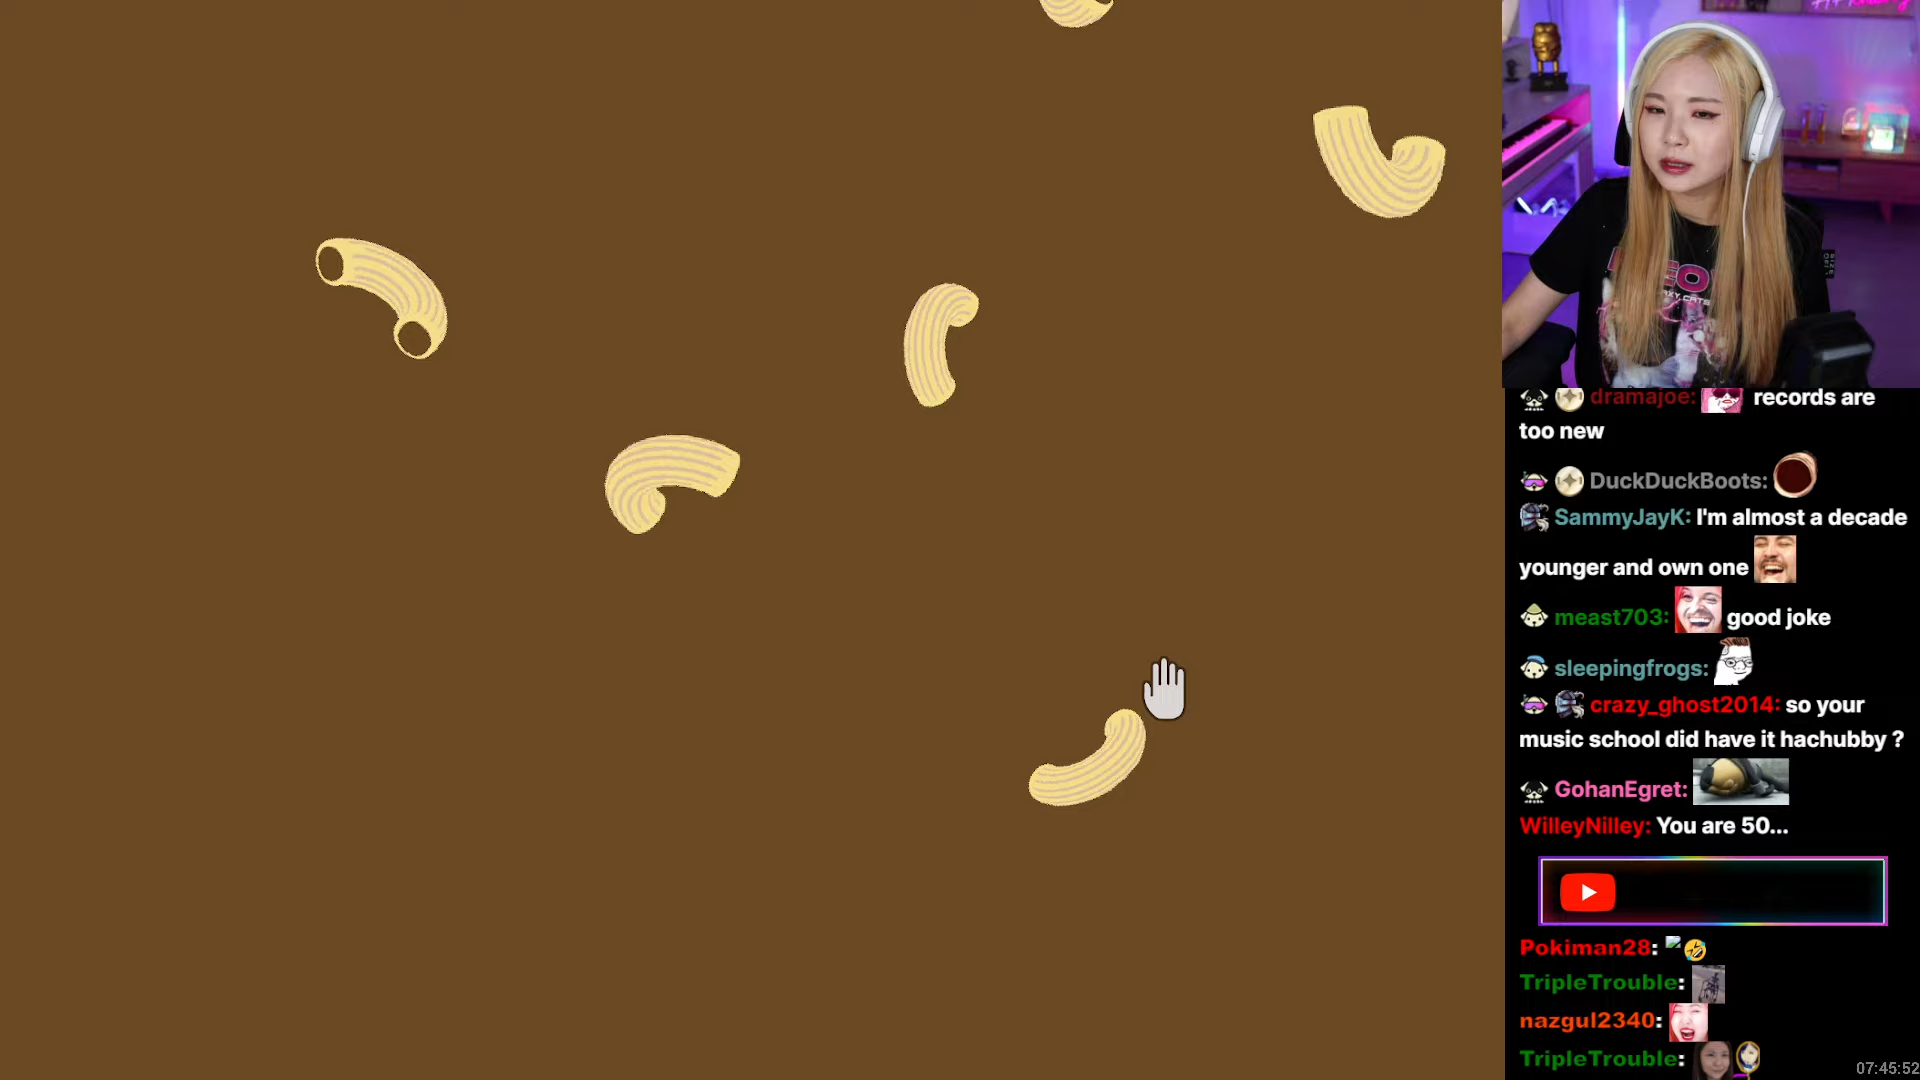 dramajoe: records are
too new
DuckDuckBoots:
SammyJayK: I'm almost a decade
younger and own one
meast703: good joke
sleepingfrogs:
crazy_ghost2014: so your
music school did have it hachubby ?
GohanEgret:
WilleyNilley: You are 50...
Pokiman28:
TripleTrouble:
nazgul2340:
TripleTrouble:
07:45:52